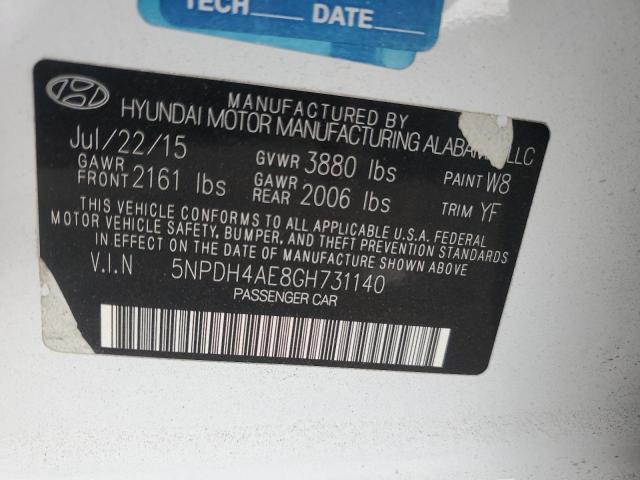 TECH DATE
MANUFACTURED BY
HYUNDAI MOTOR MANUFACTURING ALABAMA, LLC
Jul/22/15 GVWR 3880 lbs PAINT W8
GAWR FRONT 2161 lbs GAWR REAR 2006 lbs TRIM YF
THIS VEHICLE CONFORMS TO ALL APPLICABLE U.S.A. FEDERAL
MOTOR VEHICLE SAFETY, BUMPER, AND THEFT PREVENTION STANDARDS
IN EFFECT ON THE DATE OF MANUFACTURE SHOWN ABOVE.
V.I.N 5NPDH4AE8GH731140
PASSENGER CAR